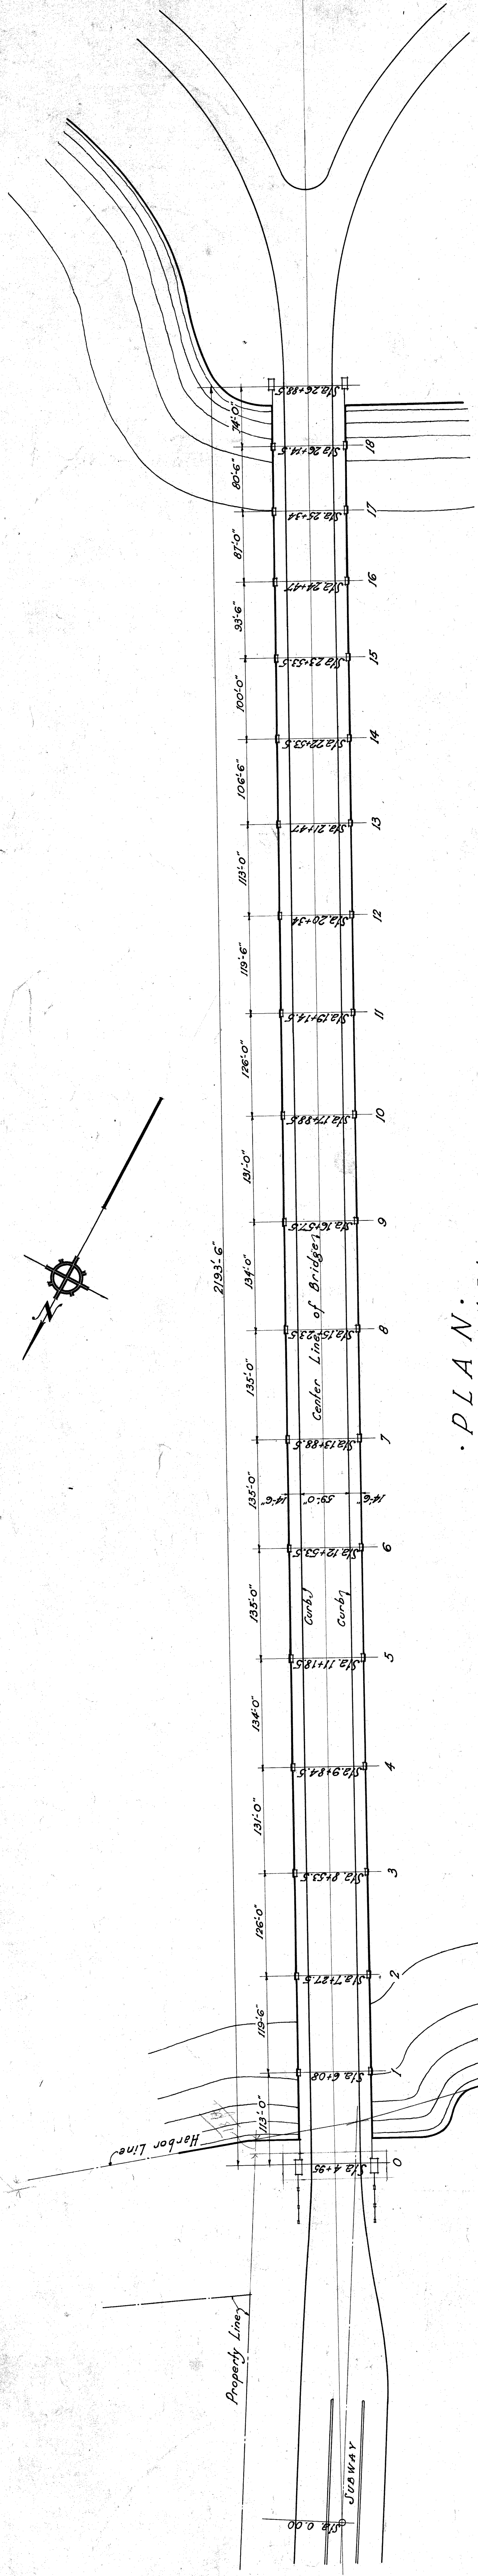 Sta. 26+88.5
74'-0"
Sta. 26+14.5
18
80'-6"
Sta. 25+34
17
87'-0"
Sta. 24+47
16
93'-6"
Sta. 23+53.5
15
100'-0"
Sta. 22+53.5
14
106'-6"
Sta. 21+47
13
113'-0"
Sta. 20+34
12
119'-6"
Sta. 19+14.5
11
126'-0"
Sta. 17+88.5
10
131'-0"
Sta. 16+57.5
9
2193'-6"
134'-0"
Center Line of Bridge
N
Sta. 15+23.5
8
135'-0"
Sta. 13+88.5
7
• PLAN •
135'-0"
14'-6"
59'-0"
14'-6"
Sta. 12+53.5
6
135'-0"
Curb
Curb
Sta. 11+18.5
5
134'-0"
Sta. 9+84.5
4
131'-0"
Sta. 8+53.5
3
126'-0"
Sta. 7+27.5
2
119'-6"
Sta. 6+08
1
113'-0"
Harbor Line
Sta. 4+95
0
Property Line
SUBWAY
Sta. 0.00